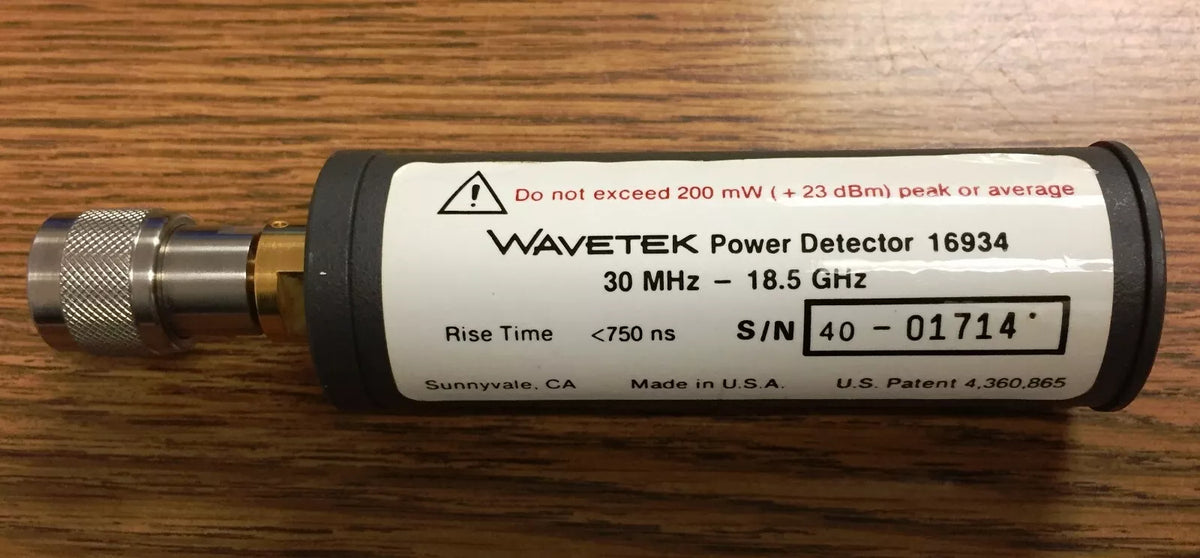 Do not exceed 200 mW ( + 23 dBm) peak or average
WAVETEK Power Detector 16934
30 MHz – 18.5 GHz
Rise Time <750 ns S/N 40 - 01714
Sunnyvale, CA Made in U.S.A. U.S. Patent 4,360,865